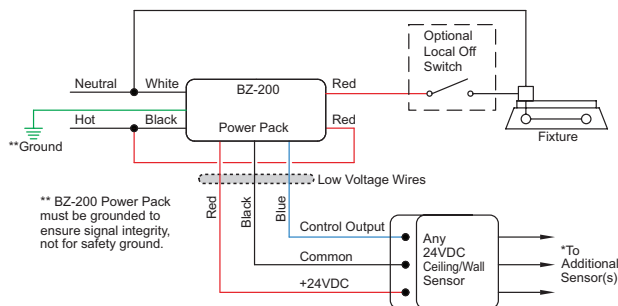 Optional
Local Off
Switch
Neutral
White
BZ-200
Red
Hot
Black
Power Pack
Red
**Ground
Fixture
Low Voltage Wires
** BZ-200 Power Pack
must be grounded to
ensure signal integrity,
not for safety ground.
Red
Black
Blue
Control Output
Common
+24VDC
Any
24VDC
Ceiling/Wall
Sensor
*To
Additional
Sensor(s)